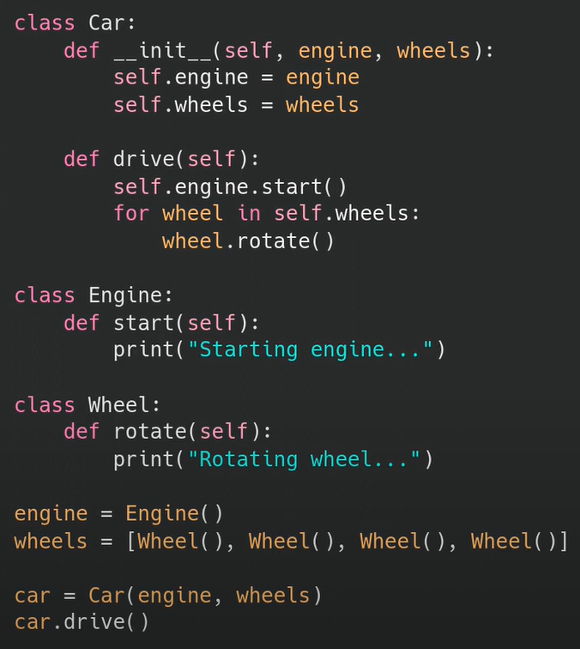 class Car:
    def __init__(self, engine, wheels):
        self.engine = engine
        self.wheels = wheels

    def drive(self):
        self.engine.start()
        for wheel in self.wheels:
            wheel.rotate()

class Engine:
    def start(self):
        print("Starting engine...")

class Wheel:
    def rotate(self):
        print("Rotating wheel...")

engine = Engine()
wheels = [Wheel(), Wheel(), Wheel(), Wheel()]

car = Car(engine, wheels)
car.drive()